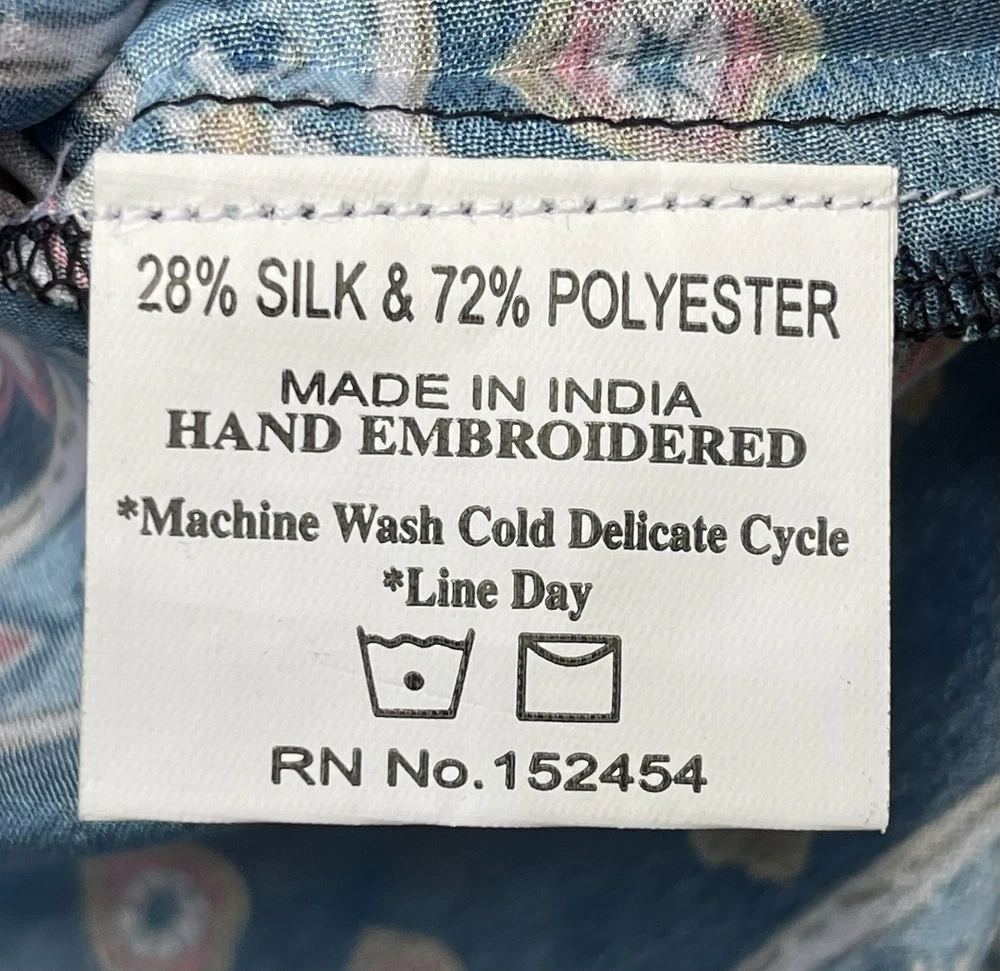 28% SILK & 72% POLYESTER
MADE IN INDIA
HAND EMBROIDERED
*Machine Wash Cold Delicate Cycle
*Line Day
RN No.152454